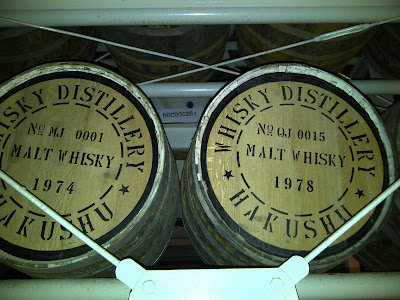 WHISKY DISTILLERY
No MJ 0001
MALT WHISKY
1974
HAKUSHU
WHISKY DISTILLERY
No QJ 0015
MALT WHISKY
1978
HAKUSHU